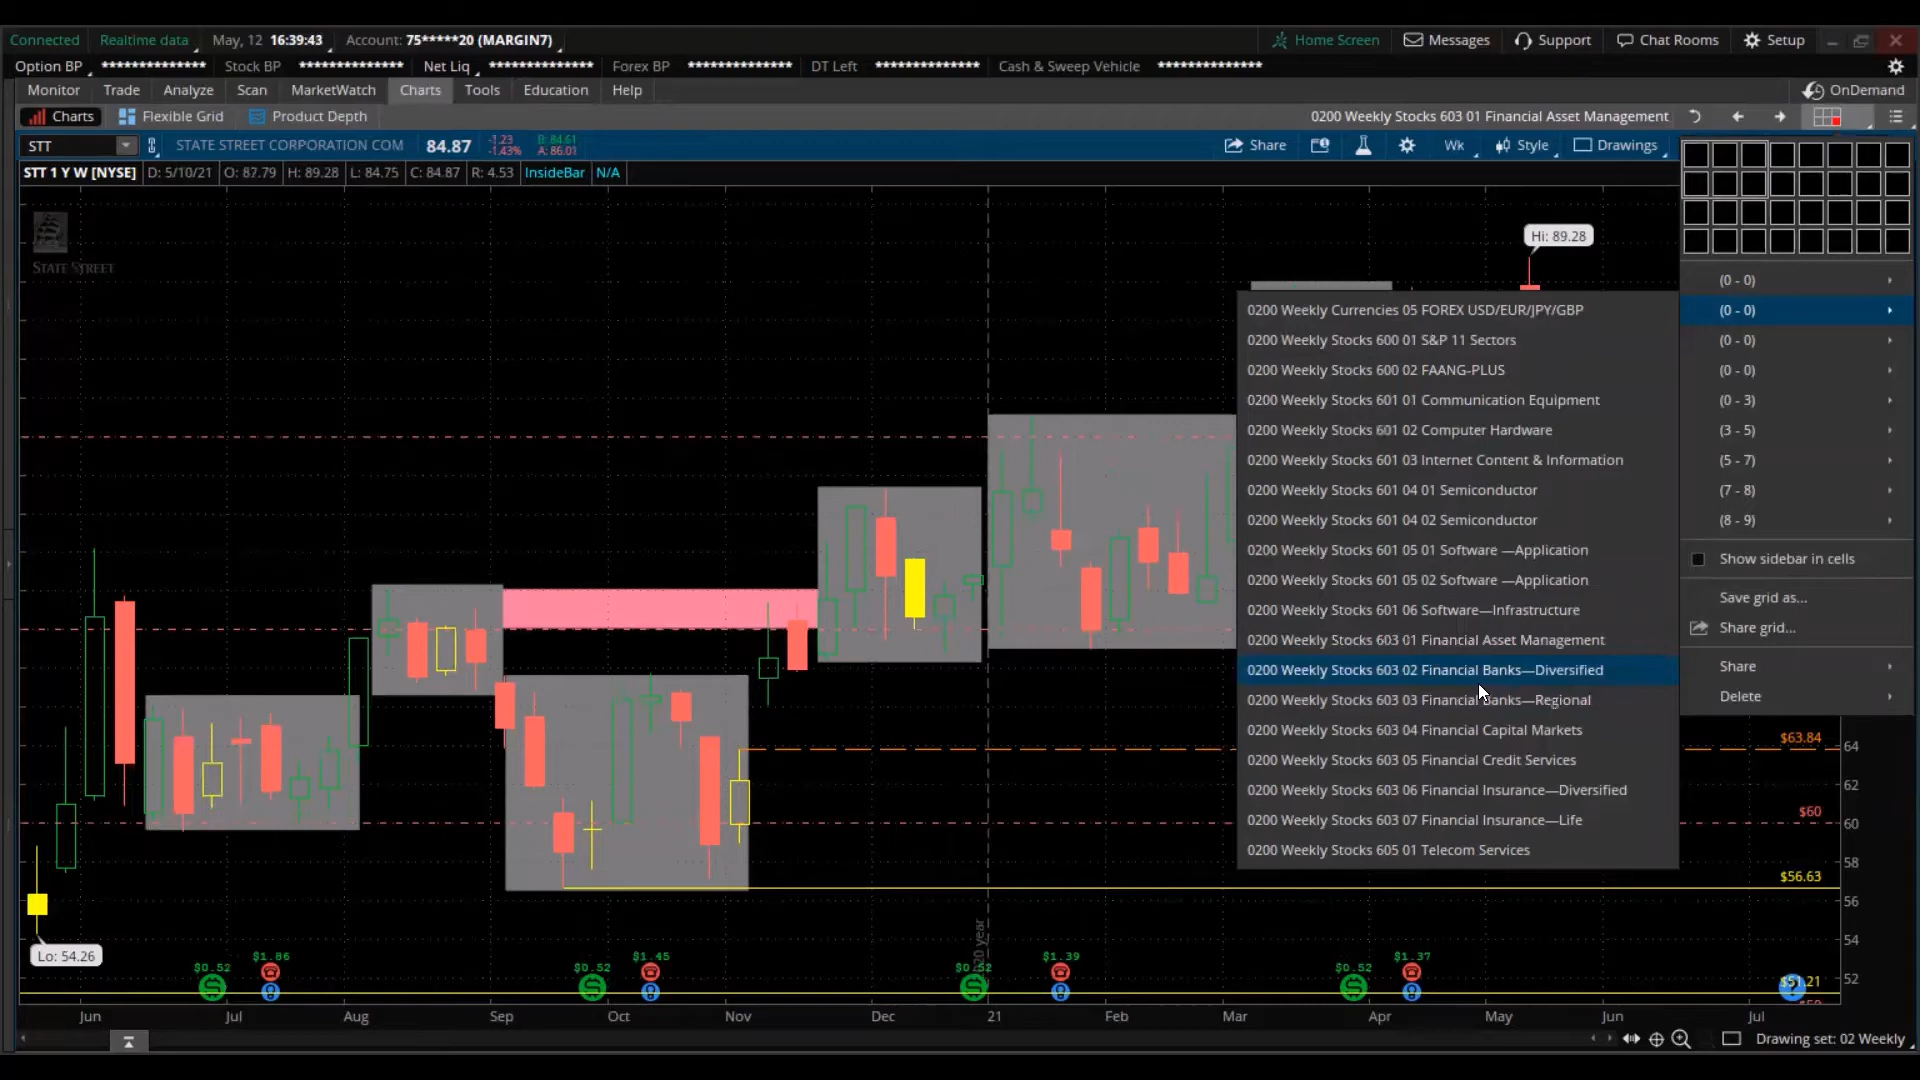 Connected Realtime data May, 12 16:39:43 Account: 75*****20 (MARGIN7) Home Screen Messages Support Chat Rooms Setup
Option BP ************** Stock BP ************** Net Liq ************** Forex BP ************** DT Left ************** Cash & Sweep Vehicle **************
Monitor Trade Analyze Scan MarketWatch Charts Tools Education Help OnDemand
Charts Flexible Grid Product Depth 0200 Weekly Stocks 603 01 Financial Asset Management
STT STATE STREET CORPORATION COM 84.87 -1.23 -1.43% B: 84.61 A: 86.01 Share Wk Style Drawings
STT 1 Y W [NYSE] D: 5/10/21 O: 87.79 H: 89.28 L: 84.75 C: 84.87 R: 4.53 InsideBar N/A
STATE STREET
Hi: 89.28
0200 Weekly Currencies 05 FOREX USD/EUR/JPY/GBP
0200 Weekly Stocks 600 01 S&P 11 Sectors
0200 Weekly Stocks 600 02 FAANG-PLUS
0200 Weekly Stocks 601 01 Communication Equipment
0200 Weekly Stocks 601 02 Computer Hardware
0200 Weekly Stocks 601 03 Internet Content & Information
0200 Weekly Stocks 601 04 01 Semiconductor
0200 Weekly Stocks 601 04 02 Semiconductor
0200 Weekly Stocks 601 05 01 Software —Application
0200 Weekly Stocks 601 05 02 Software —Application
0200 Weekly Stocks 601 06 Software—Infrastructure
0200 Weekly Stocks 603 01 Financial Asset Management
0200 Weekly Stocks 603 02 Financial Banks—Diversified
0200 Weekly Stocks 603 03 Financial Banks—Regional
0200 Weekly Stocks 603 04 Financial Capital Markets
0200 Weekly Stocks 603 05 Financial Credit Services
0200 Weekly Stocks 603 06 Financial Insurance—Diversified
0200 Weekly Stocks 603 07 Financial Insurance—Life
0200 Weekly Stocks 605 01 Telecom Services
(0 - 0)
(0 - 0)
(0 - 0)
(0 - 0)
(0 - 3)
(3 - 5)
(5 - 7)
(7 - 8)
(8 - 9)
Show sidebar in cells
Save grid as...
Share grid...
Share
Delete
$63.84 64
62
$60 60
58
$56.63
56
54
52
$51.21
Lo: 54.26
$0.52 $1.86 $0.52 $1.45 $1.39 $0.52 $1.37
2020 year
Jun Jul Aug Sep Oct Nov Dec 21 Feb Mar Apr May Jun Jul
Drawing set: 02 Weekly